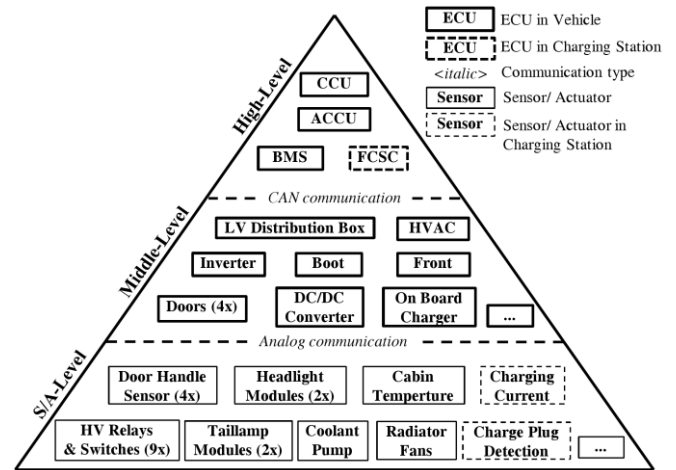 ECU ECU in Vehicle
ECU ECU in Charging Station
<italic> Communication type
Sensor Sensor/ Actuator
Sensor Sensor/ Actuator in
Charging Station
High-Level
CCU
ACCU
BMS FCSC
CAN communication
Middle-Level
LV Distribution Box HVAC
Inverter Boot Front
Doors (4x) DC/DC
Converter On Board
Charger ...
Analog communication
S/A-Level
Door Handle
Sensor (4x) Headlight
Modules (2x) Cabin
Temperture Charging
Current
HV Relays
& Switches (9x) Taillamp
Modules (2x) Coolant
Pump Radiator
Fans Charge Plug
Detection ...